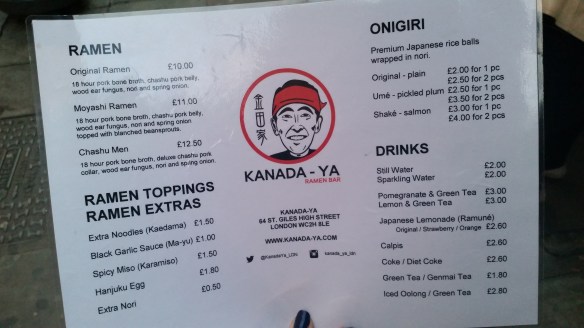 RAMEN
Original Ramen £10.00
18 hour pork bone broth, chashu pork belly,
wood ear fungus, nori and spring onion.
Moyashi Ramen £11.00
18 hour pork bone broth, chashu pork belly,
wood ear fungus, nori and spring onion
topped with blanched beansprouts.
Chashu Men £12.50
18 hour pork bone broth, deluxe chashu pork
collar, wood ear fungus, nori and spring onion.
RAMEN TOPPINGS
RAMEN EXTRAS
Extra Noodles (Kaedama) £1.50
Black Garlic Sauce (Ma-yu) £1.00
Spicy Miso (Karamiso) £1.50
Hanjuku Egg £1.80
Extra Nori £0.50
金田家
KANADA - YA
RAMEN BAR
KANADA-YA
64 ST. GILES HIGH STREET
LONDON WC2H 8LE
WWW.KANADA-YA.COM
@KanadaYa_LDN kanada_ya_ldn
ONIGIRI
Premium Japanese rice balls
wrapped in nori.
Original - plain £2.00 for 1 pc
£2.50 for 2 pcs
Umé - pickled plum £2.50 for 1 pc
£3.50 for 2 pcs
Shaké - salmon £3.00 for 1 pc
£4.00 for 2 pcs
DRINKS
Still Water £2.00
Sparkling Water £2.00
Pomegranate & Green Tea £3.00
Lemon & Green Tea £3.00
Japanese Lemonade (Ramuné)
Original / Strawberry / Orange £2.60
Calpis £2.60
Coke / Diet Coke £2.60
Green Tea / Genmai Tea £1.80
Iced Oolong / Green Tea £2.80